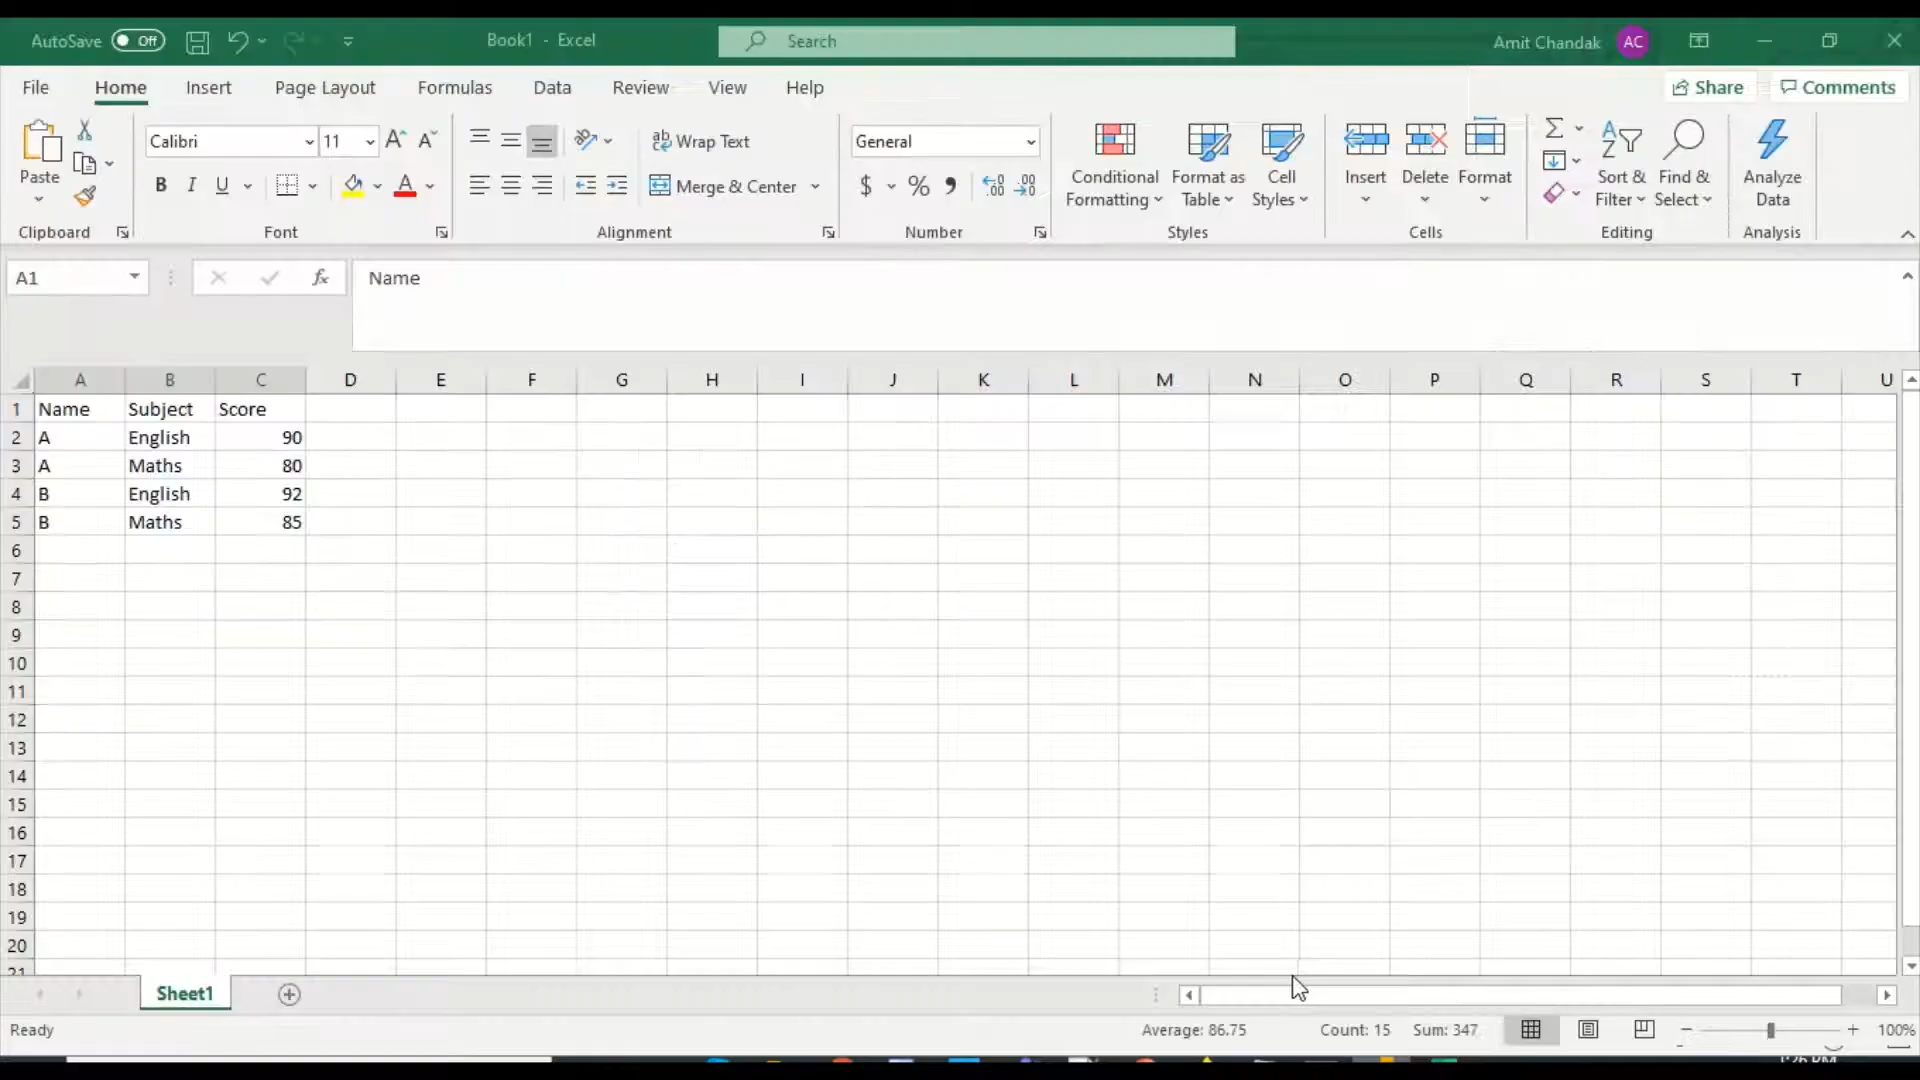 AutoSave Off Book1 - Excel Search Amit Chandak AC
File Home Insert Page Layout Formulas Data Review View Help Share Comments
Calibri 11 Wrap Text General
Paste B I U Merge & Center $ % Conditional Formatting Format as Table Cell Styles Insert Delete Format Sort & Filter Find & Select Analyze Data
Clipboard Font Alignment Number Styles Cells Editing Analysis
A1 fx Name
A B C D E F G H I J K L M N O P Q R S T U
1 Name Subject Score
2 A English 90
3 A Maths 80
4 B English 92
5 B Maths 85
6
7
8
9
10
11
12
13
14
15
16
17
18
19
20
21
Sheet1
Ready Average: 86.75 Count: 15 Sum: 347 100%
1:26 PM